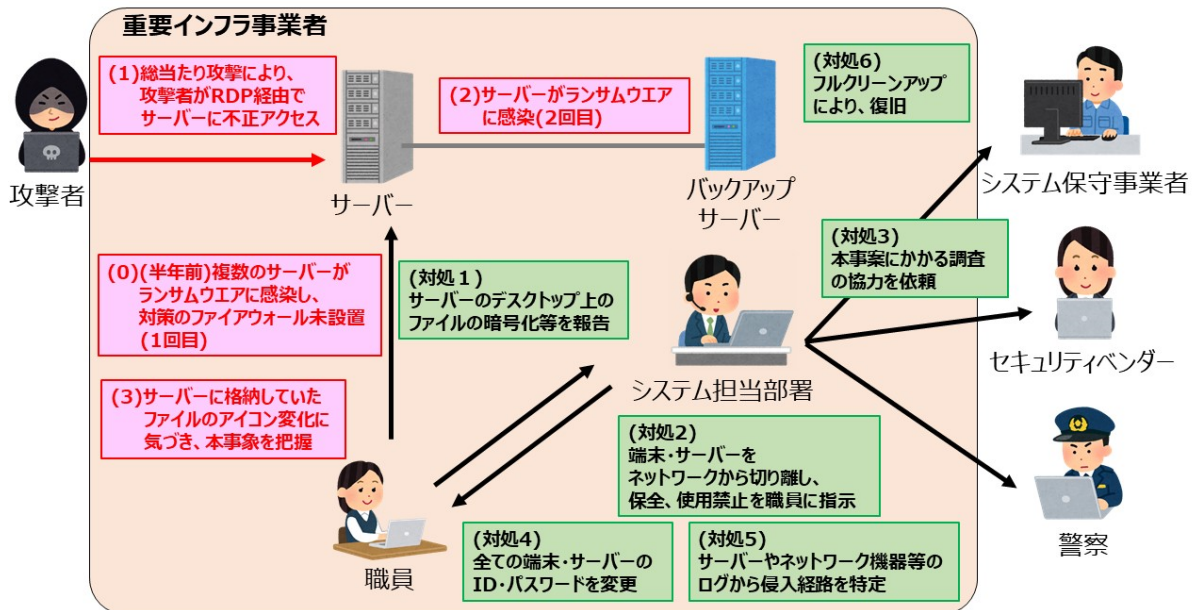 重要インフラ事業者
(1)総当たり攻撃により、
攻撃者がRDP経由で
サーバーに不正アクセス
(2)サーバーがランサムウエア
に感染(2回目)
(対処6)
フルクリーンアップ
により、復旧
攻撃者
サーバー
バックアップ
サーバー
システム保守事業者
(0)(半年前)複数のサーバーが
ランサムウエアに感染し、
対策のファイアウォール未設置
(1回目)
(対処1)
サーバーのデスクトップ上の
ファイルの暗号化等を報告
(対処3)
本事案にかかる調査
の協力を依頼
セキュリティベンダー
(3)サーバーに格納していた
ファイルのアイコン変化に
気づき、本事象を把握
システム担当部署
(対処2)
端末・サーバーを
ネットワークから切り離し、
保全、使用禁止を職員に指示
職員
(対処4)
全ての端末・サーバーの
ID・パスワードを変更
(対処5)
サーバーやネットワーク機器等の
ログから侵入経路を特定
警察